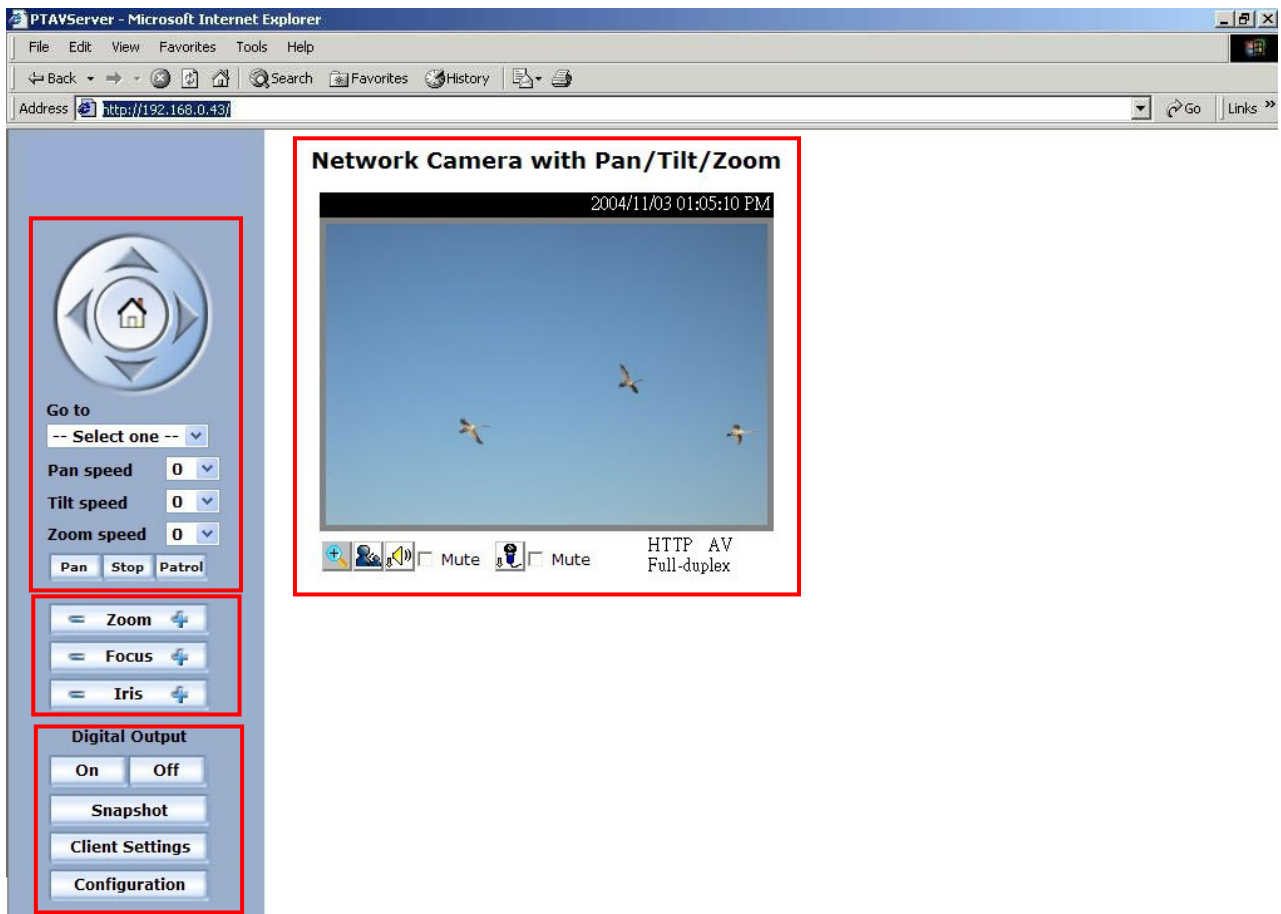 PTAVServer - Microsoft Internet Explorer
File Edit View Favorites Tools Help
Back Search Favorites History
Address http://192.168.0.43/ Go Links »
Network Camera with Pan/Tilt/Zoom
2004/11/03 01:05:10 PM
Go to
-- Select one --
Pan speed 0
Tilt speed 0
Zoom speed 0
Pan Stop Patrol
Mute Mute
HTTP AV
Full-duplex
Zoom
Focus
Iris
Digital Output
On Off
Snapshot
Client Settings
Configuration